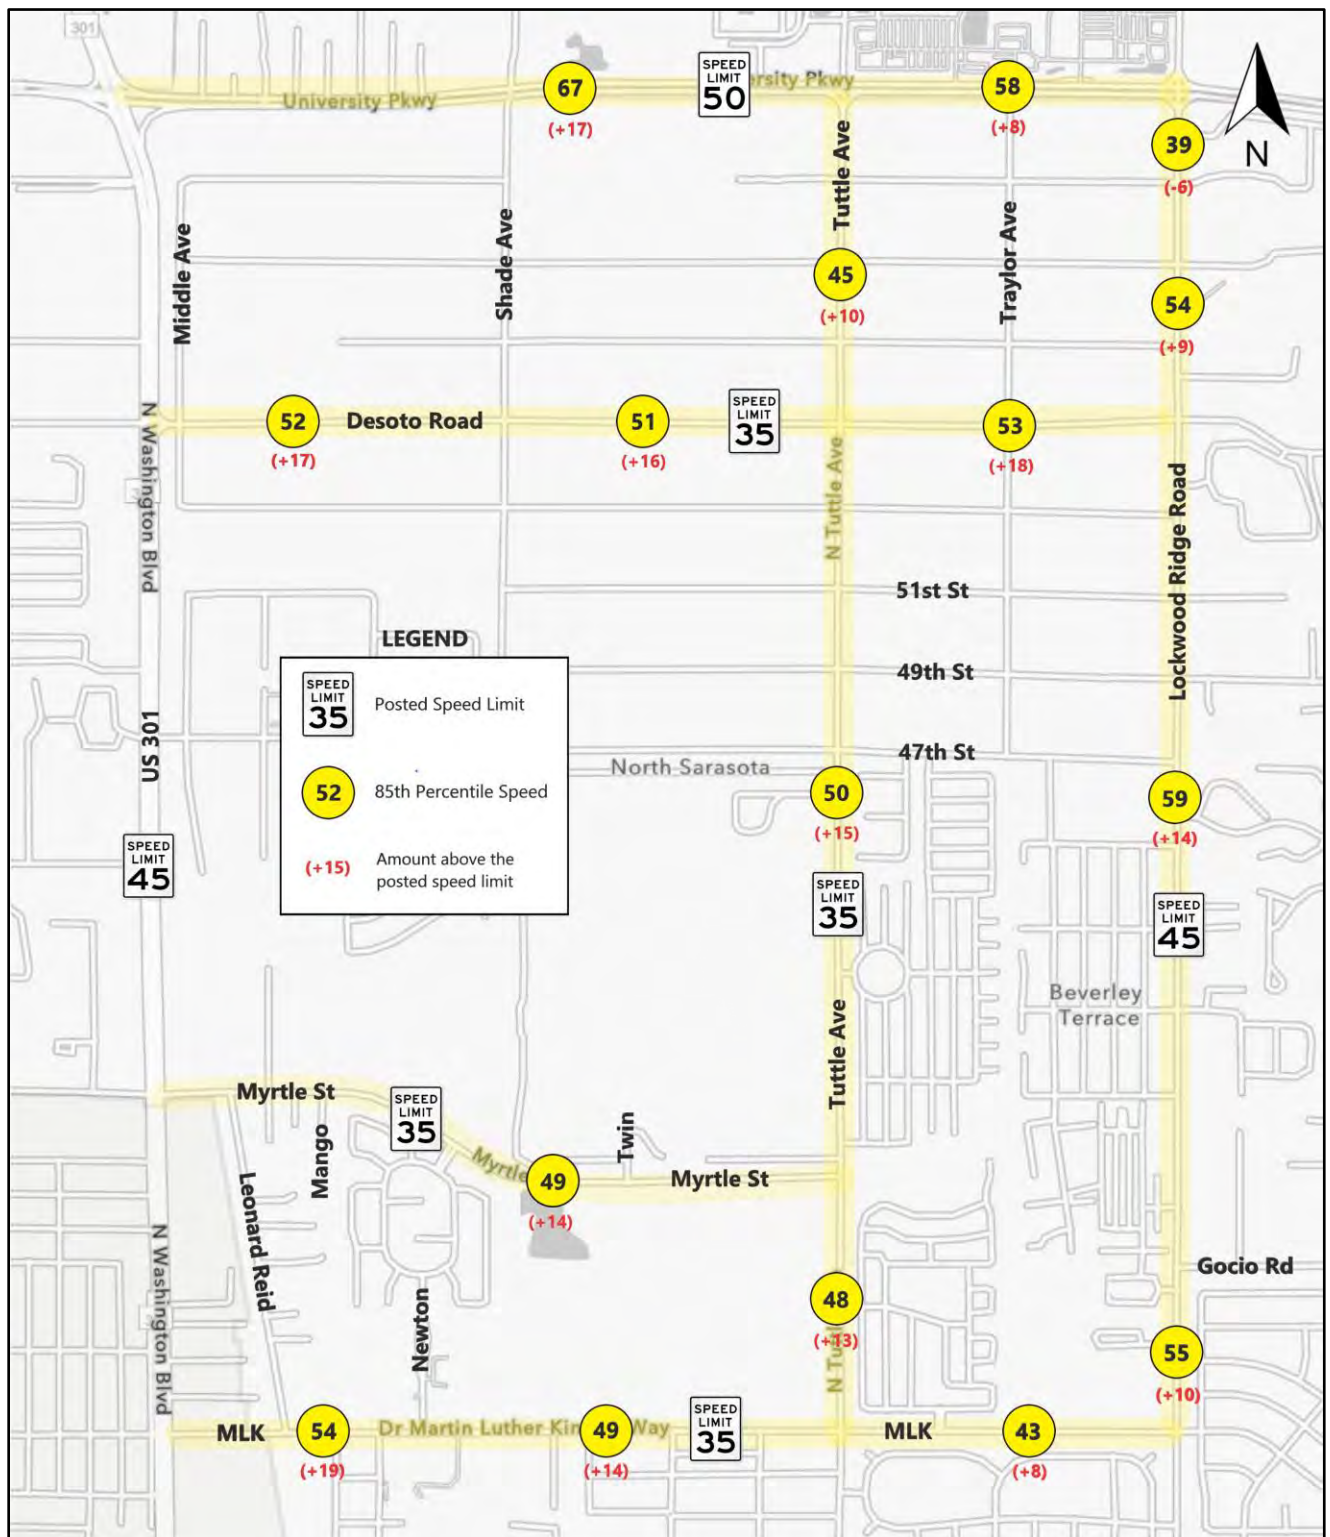 301
SPEED
LIMIT
50
67
(+17)
University Pkwy
ersity Pkwy
58
(+8)
39
(-6)
N
Tuttle Ave
Middle Ave
Shade Ave
Traylor Ave
45
(+10)
54
(+9)
52
(+17)
Desoto Road
51
(+16)
SPEED
LIMIT
35
53
(+18)
N Washington Blvd
N Tuttle Ave
Lockwood Ridge Road
51st St
49th St
47th St
North Sarasota
LEGEND
SPEED
LIMIT
35
Posted Speed Limit
52
85th Percentile Speed
(+15)
Amount above the
posted speed limit
US 301
SPEED
LIMIT
45
50
(+15)
59
(+14)
SPEED
LIMIT
35
SPEED
LIMIT
45
Beverley
Terrace
Tuttle Ave
Myrtle St
SPEED
LIMIT
35
Mango
Twin
Myrtle
49
(+14)
Myrtle St
Leonard Reid
N Washington Blvd
Newton
Gocio Rd
48
(+13)
N Tuttl
55
(+10)
MLK
54
(+19)
Dr Martin Luther Kin
49
Way
(+14)
SPEED
LIMIT
35
MLK
43
(+8)